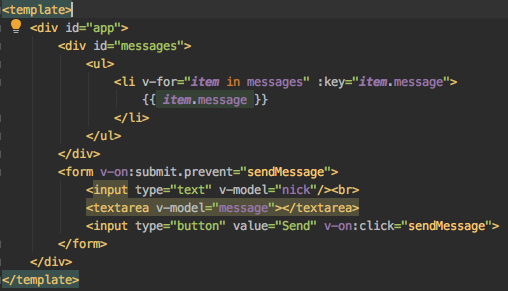 <template>
<div id="app">
<div id="messages">
<ul>
<li v-for="item in messages" :key="item.message">
{{ item.message }}
</li>
</ul>
</div>
<form v-on:submit.prevent="sendMessage">
<input type="text" v-model="nick"/><br>
<textarea v-model="message"></textarea>
<input type="button" value="Send" v-on:click="sendMessage">
</form>
</div>
</template>